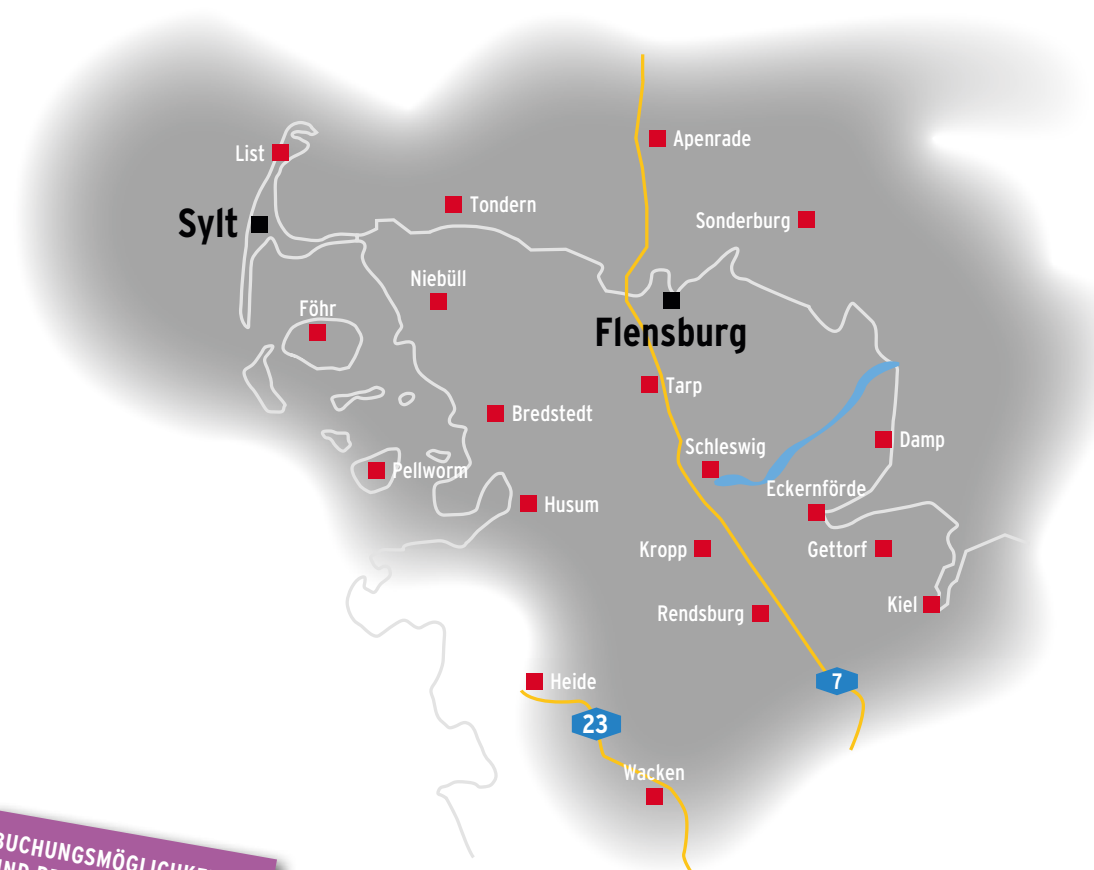 Apenrade
List
Tondern
Sylt
Sonderburg
Niebüll
Föhr
Flensburg
Tarp
Bredstedt
Schleswig
Damp
Pellworm
Eckernförde
Husum
Kropp
Gettorf
Kiel
Rendsburg
Heide
7
23
Wacken